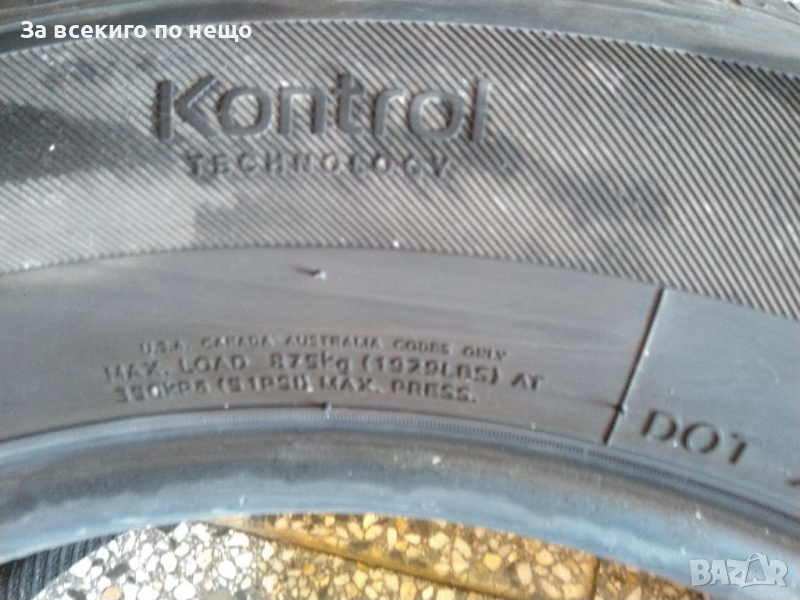 За всекиго по нещо
Kontrol
TECHNOLOGY
U.S.A. CANADA AUSTRALIA CODES ONLY
MAX. LOAD 875kg (1929LBS) AT
350KPa (51PSI) MAX. PRESS.
DOT
BAZAR